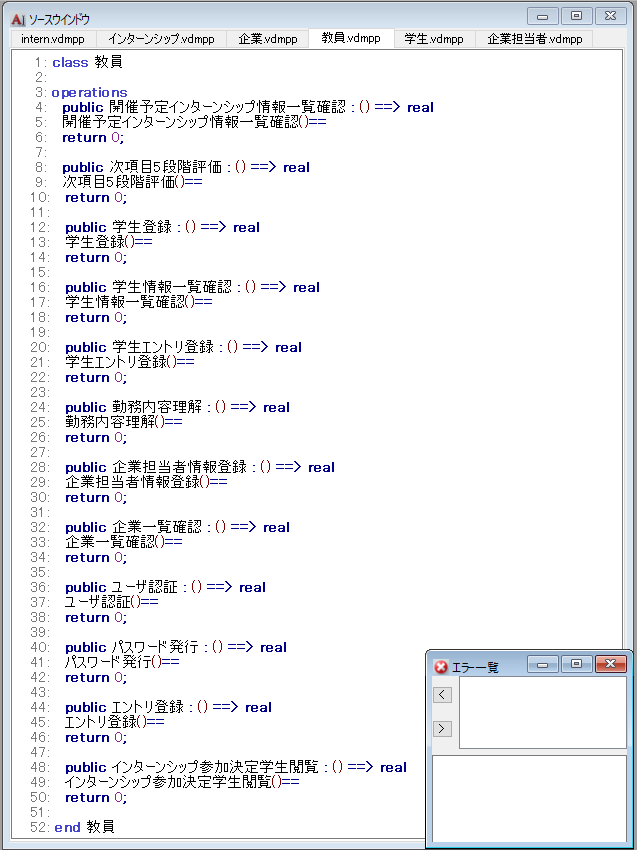 ソースウインドウ
intern.vdmpp インターンシップ.vdmpp 企業.vdmpp 教員.vdmpp 学生.vdmpp 企業担当者.vdmpp
1: class 教員
2:
3: operations
4: public 開催予定インターンシップ情報一覧確認 : () ==> real
5: 開催予定インターンシップ情報一覧確認()==
6: return 0;
7:
8: public 次項目5段階評価 : () ==> real
9: 次項目5段階評価()==
10: return 0;
11:
12: public 学生登録 : () ==> real
13: 学生登録()==
14: return 0;
15:
16: public 学生情報一覧確認 : () ==> real
17: 学生情報一覧確認()==
18: return 0;
19:
20: public 学生エントリ登録 : () ==> real
21: 学生エントリ登録()==
22: return 0;
23:
24: public 勤務内容理解 : () ==> real
25: 勤務内容理解()==
26: return 0;
27:
28: public 企業担当者情報登録 : () ==> real
29: 企業担当者情報登録()==
30: return 0;
31:
32: public 企業一覧確認 : () ==> real
33: 企業一覧確認()==
34: return 0;
35:
36: public ユーザ認証 : () ==> real
37: ユーザ認証()==
38: return 0;
39:
40: public パスワード発行 : () ==> real
41: パスワード発行()==
42: return 0;
43:
44: public エントリ登録 : () ==> real
45: エントリ登録()==
46: return 0;
47:
48: public インターンシップ参加決定学生閲覧 : () ==> real
49: インターンシップ参加決定学生閲覧()==
50: return 0;
51:
52: end 教員
エラー一覧
<
>